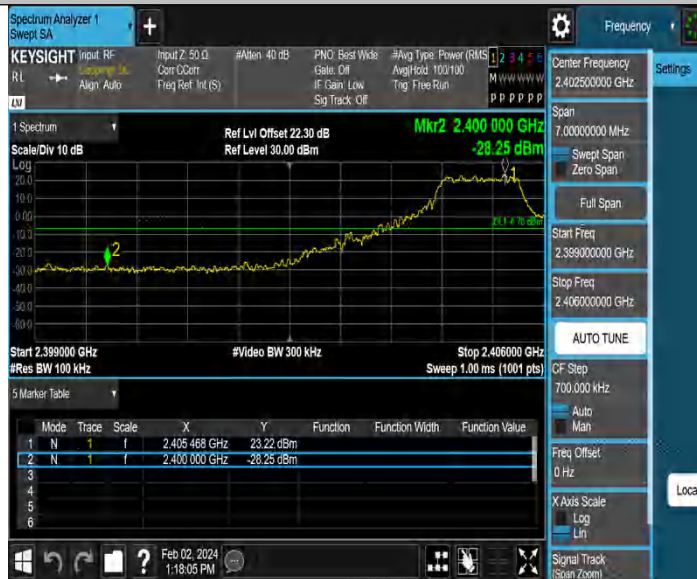 Spectrum Analyzer 1
Swept SA
Frequency
Settings
KEYSIGHT
RL
Input: RF
Align: Auto
Input Z: 50 Ω
Corr CCorr
Freq Ref: Int (S)
#Atten: 40 dB
PNO: Best Wide
Gate: Off
IF Gain: Low
Sig Track: Off
#Avg Type: Power (RMS
Avg|Hold: 100/100
Trig: Free Run
1 2 3 4 5 6
M W W W W W
P P P P P P
LXI
1 Spectrum
Scale/Div 10 dB
Log
Ref Lvl Offset 22.30 dB
Ref Level 30.00 dBm
Mkr2 2.400 000 GHz
-28.25 dBm
20.0
10.0
0.00
-10.0
-20.0
-30.0
-40.0
-50.0
-60.0
1
2
Start 2.399000 GHz
#Res BW 100 kHz
#Video BW 300 kHz
Stop 2.406000 GHz
Sweep 1.00 ms (1001 pts)
5 Marker Table
Mode Trace Scale X Y Function Function Width Function Value
1 N 1 f 2.405 468 GHz 23.22 dBm
2 N 1 f 2.400 000 GHz -28.25 dBm
3
4
5
6
Center Frequency
2.402500000 GHz
Span
7.00000000 MHz
Swept Span
Zero Span
Full Span
Start Freq
2.399000000 GHz
Stop Freq
2.406000000 GHz
AUTO TUNE
CF Step
700.000 kHz
Auto
Man
Freq Offset
0 Hz
X Axis Scale
Log
Lin
Signal Track
(Span Zoom)
Loca
?
Feb 02, 2024
1:18:05 PM